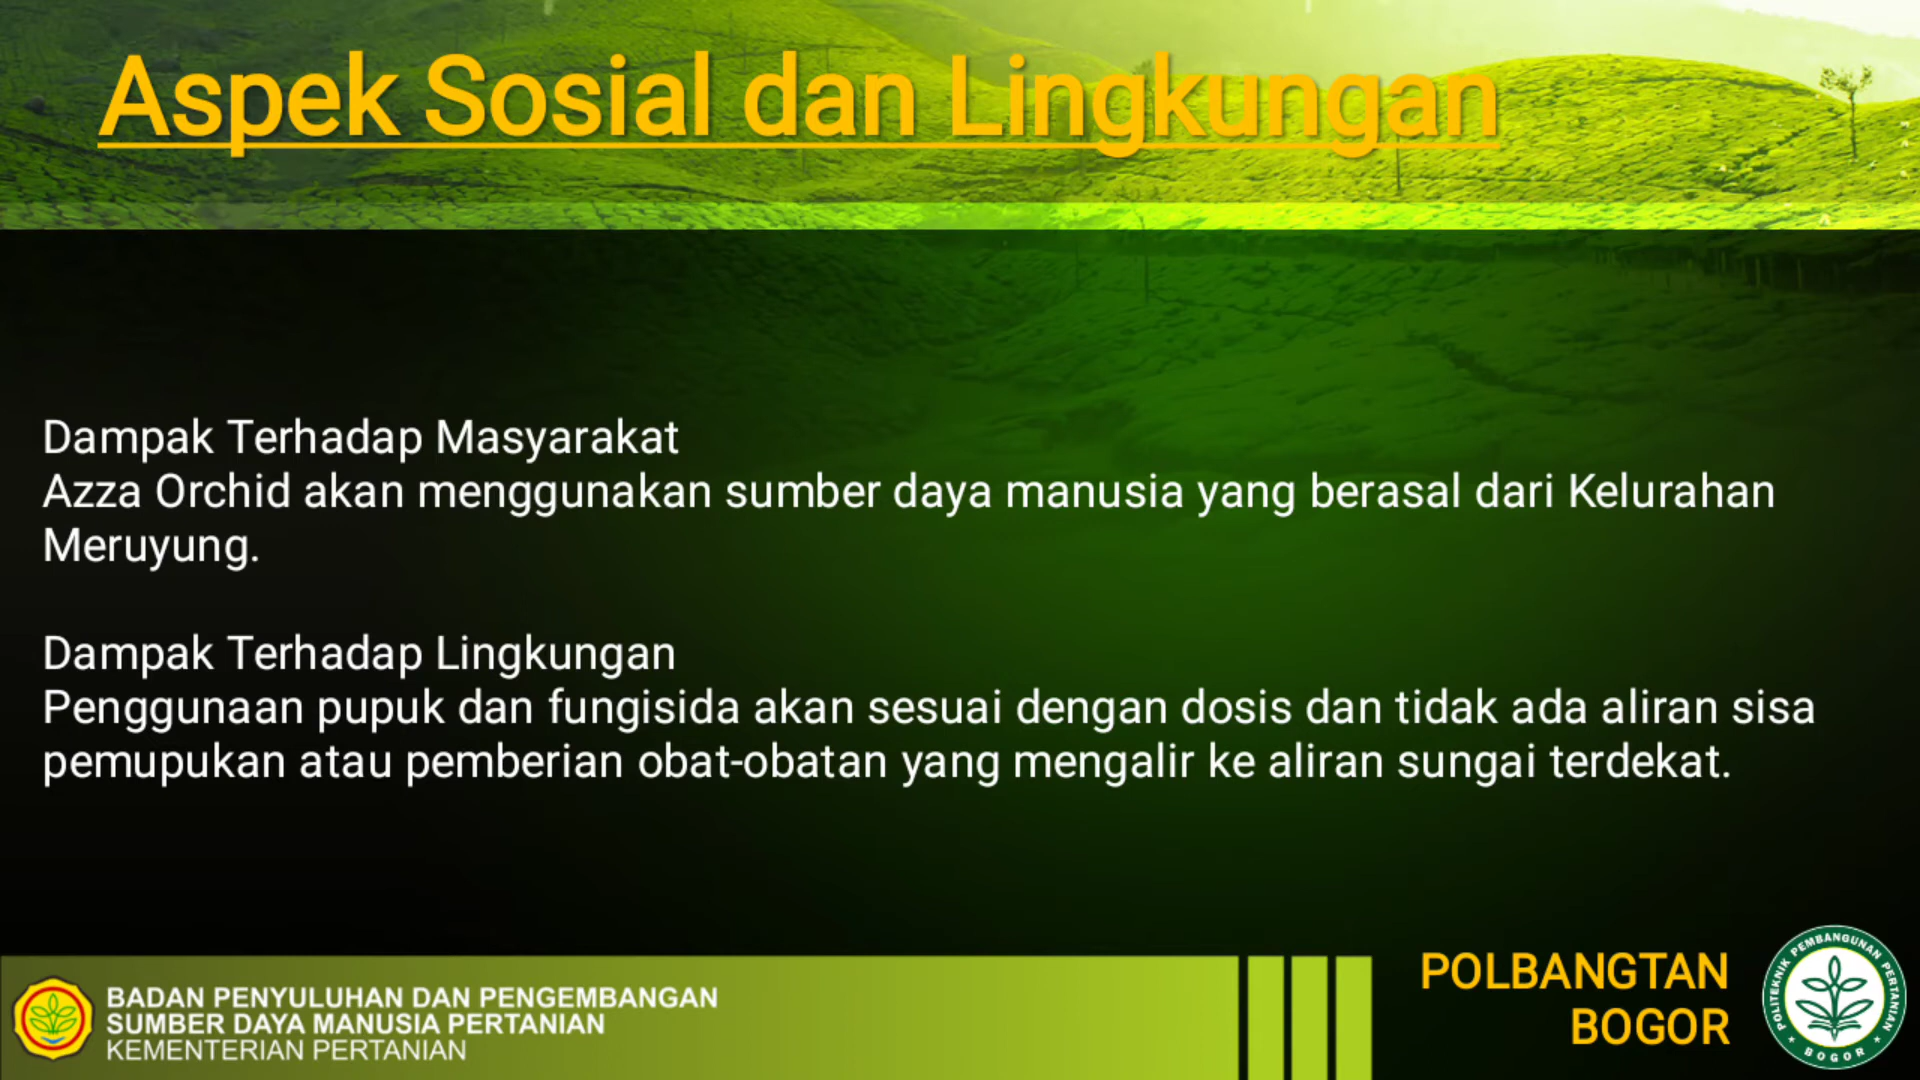 Aspek Sosial dan Lingkungan
Dampak Terhadap Masyarakat
Azza Orchid akan menggunakan sumber daya manusia yang berasal dari Kelurahan
Meruyung.
Dampak Terhadap Lingkungan
Penggunaan pupuk dan fungisida akan sesuai dengan dosis dan tidak ada aliran sisa
pemupukan atau pemberian obat-obatan yang mengalir ke aliran sungai terdekat.
BADAN PENYULUHAN DAN PENGEMBANGAN
SUMBER DAYA MANUSIA PERTANIAN
KEMENTERIAN PERTANIAN
POLBANGTAN
BOGOR
POLITEKNIK PEMBANGUNAN PERTANIAN
BOGOR